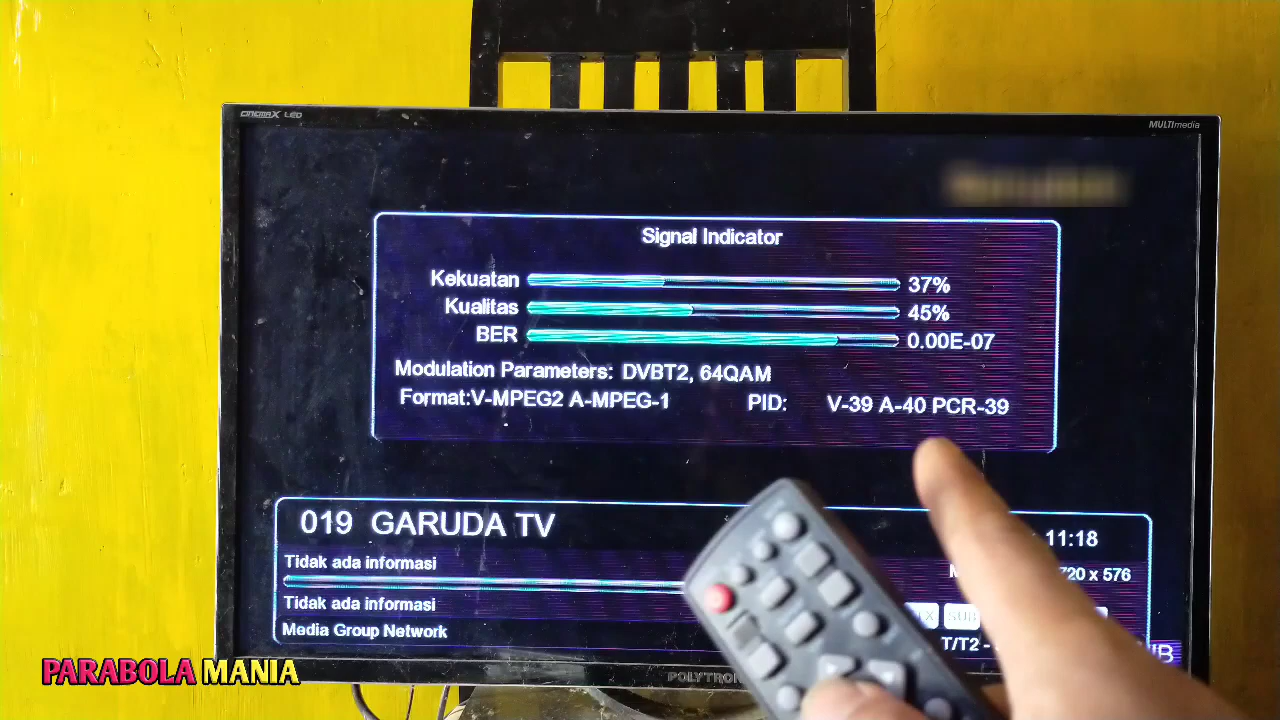 CINEMAX LED
MULTImedia
Signal Indicator
Kekuatan 37%
Kualitas 45%
BER 0.00E-07
Modulation Parameters: DVBT2, 64QAM
Format:V-MPEG2 A-MPEG-1 PID: V-39 A-40 PCR-39
019 GARUDA TV
11:18
Tidak ada informasi
720 x 576
Tidak ada informasi
SUB
Media Group Network
T/T2 -
PARABOLA MANIA